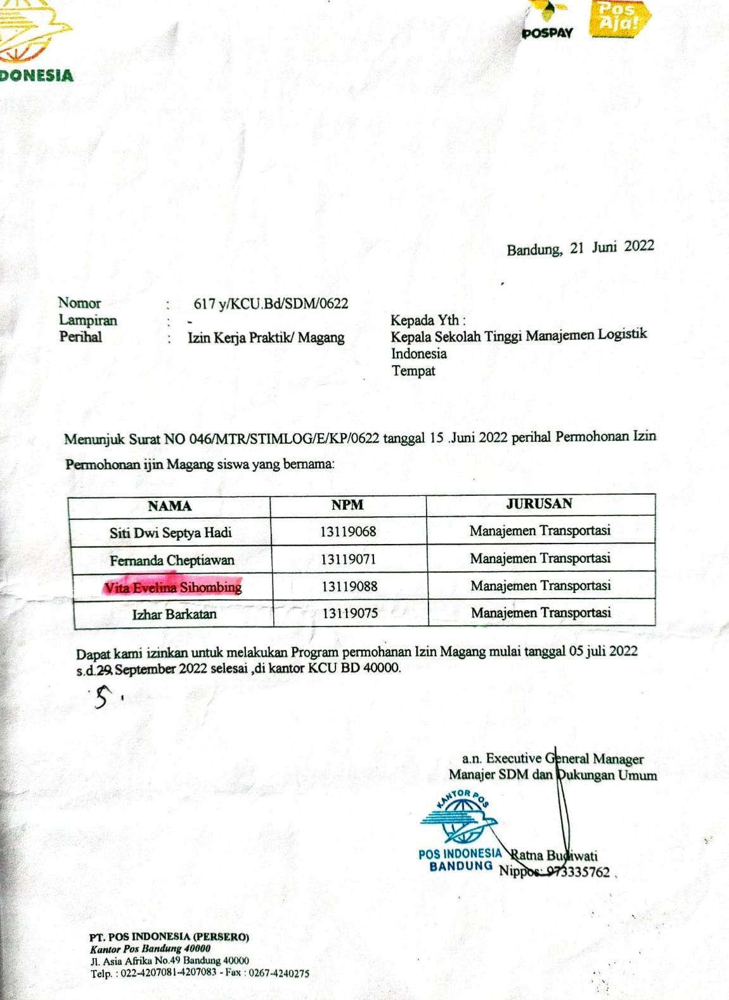 DONESIA
POSPAY
Pos
Aja!
Bandung, 21 Juni 2022
Nomor : 617 y/KCU.Bd/SDM/0622
Lampiran : -
Perihal : Izin Kerja Praktik/ Magang
Kepada Yth :
Kepala Sekolah Tinggi Manajemen Logistik
Indonesia
Tempat
Menunjuk Surat NO 046/MTR/STIMLOG/E/KP/0622 tanggal 15 .Juni 2022 perihal Permohonan Izin
Permohonan ijin Magang siswa yang bernama:
NAMA NPM JURUSAN
Siti Dwi Septya Hadi 13119068 Manajemen Transportasi
Fernanda Cheptiawan 13119071 Manajemen Transportasi
Vita Evelina Sihombing 13119088 Manajemen Transportasi
Izhar Barkatan 13119075 Manajemen Transportasi
Dapat kami izinkan untuk melakukan Program permohanan Izin Magang mulai tanggal 05 juli 2022
s.d.29 September 2022 selesai ,di kantor KCU BD 40000.
5.
a.n. Executive General Manager
Manajer SDM dan Dukungan Umum
KANTOR POS
POS INDONESIA
BANDUNG
Ratna Budiwati
Nippos: 973335762 .
PT. POS INDONESIA (PERSERO)
Kantor Pos Bandung 40000
Jl. Asia Afrika No.49 Bandung 40000
Telp. : 022-4207081-4207083 - Fax : 0267-4240275